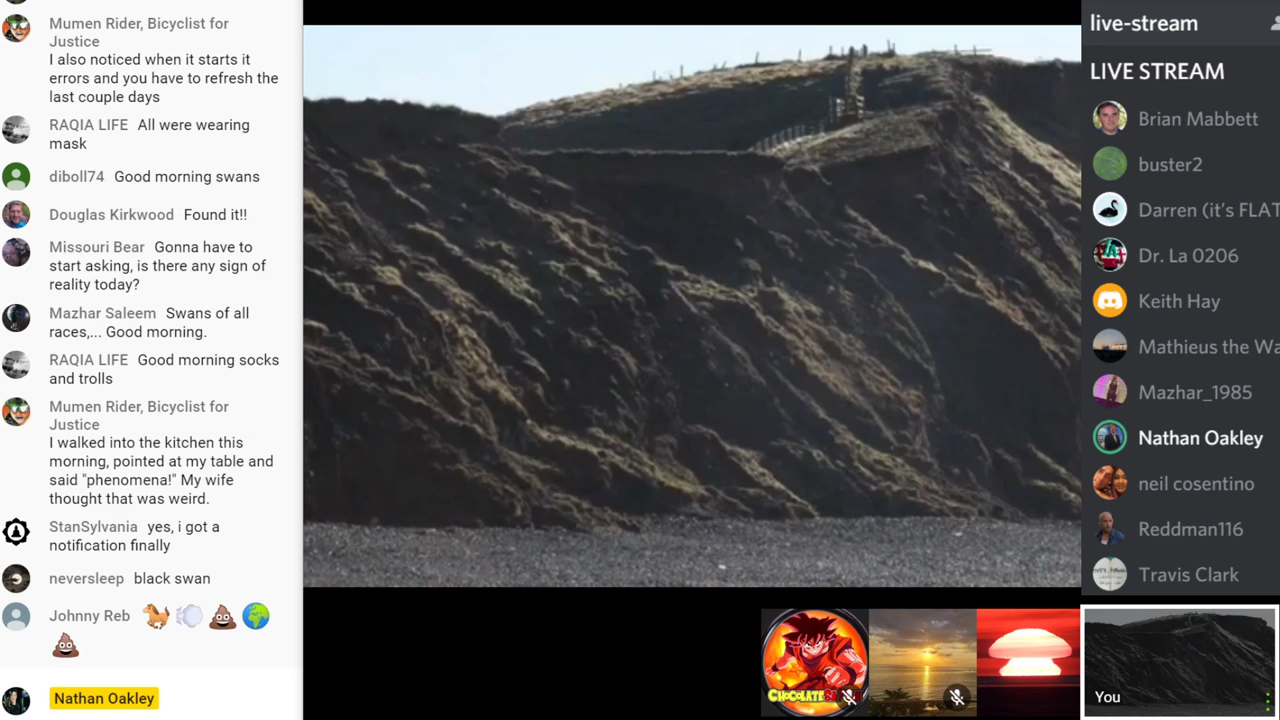 Mumen Rider, Bicyclist for
Justice
I also noticed when it starts it
errors and you have to refresh the
last couple days
RAQIA LIFE All were wearing
mask
diboll74 Good morning swans
Douglas Kirkwood Found it!!
Missouri Bear Gonna have to
start asking, is there any sign of
reality today?
Mazhar Saleem Swans of all
races,... Good morning.
RAQIA LIFE Good morning socks
and trolls
Mumen Rider, Bicyclist for
Justice
I walked into the kitchen this
morning, pointed at my table and
said "phenomena!" My wife
thought that was weird.
StanSylvania yes, i got a
notification finally
neversleep black swan
Johnny Reb 🐎 💨 💩 🌍
💩
Nathan Oakley
live-stream
LIVE STREAM
Brian Mabbett
buster2
Darren (it's FLAT
Dr. La 0206
Keith Hay
Mathieus the Wa
Mazhar_1985
Nathan Oakley
neil cosentino
Reddman116
Travis Clark
You